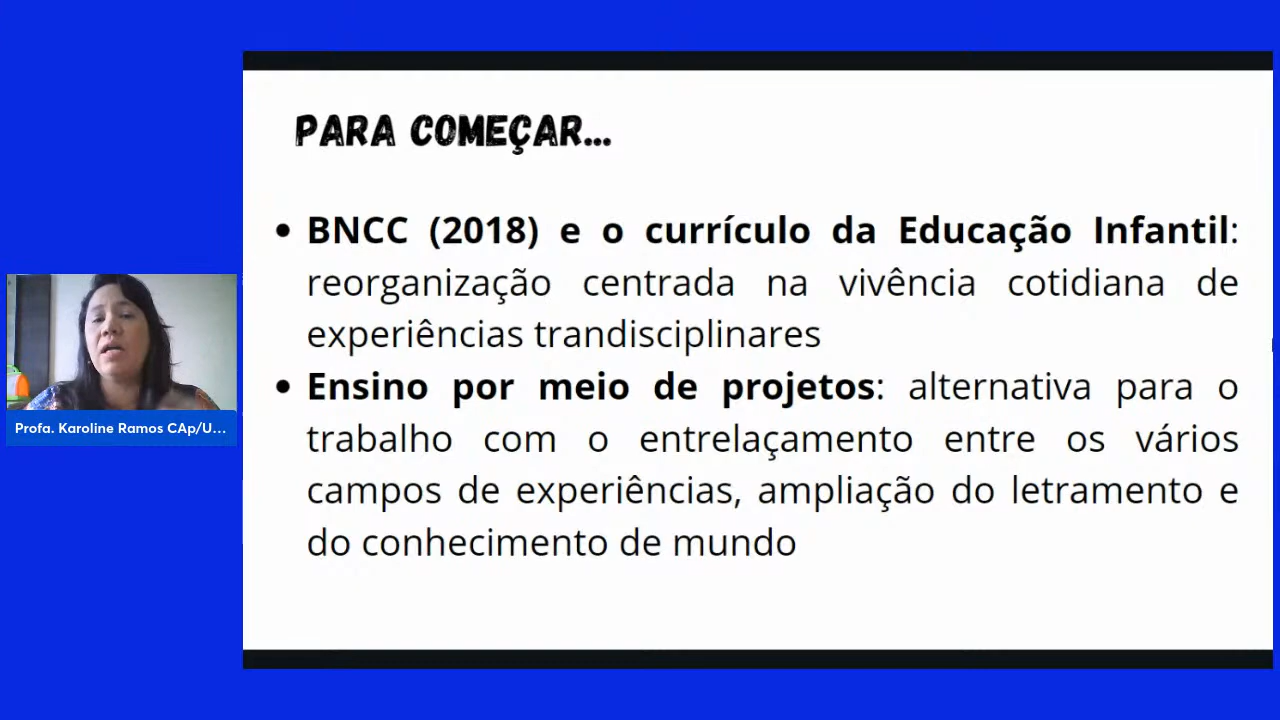 PARA COMEÇAR...
• BNCC (2018) e o currículo da Educação Infantil:
reorganização centrada na vivência cotidiana de
experiências trandisciplinares
• Ensino por meio de projetos: alternativa para o
trabalho com o entrelaçamento entre os vários
campos de experiências, ampliação do letramento e
do conhecimento de mundo
Profa. Karoline Ramos CAp/U...